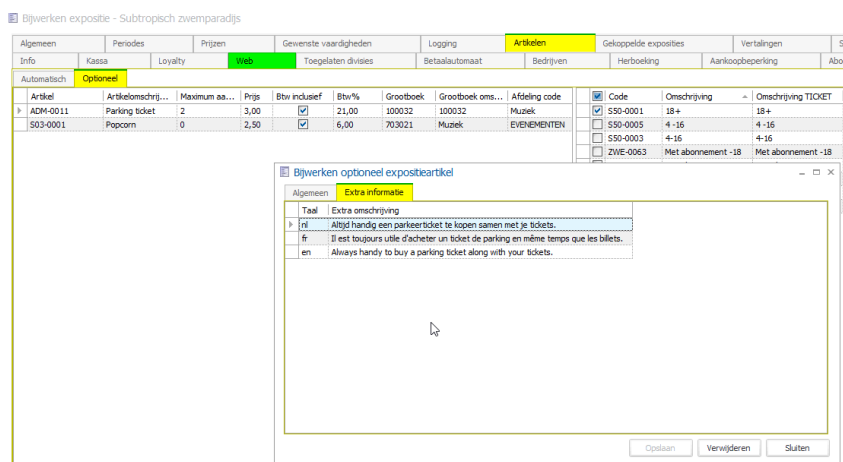 Bijwerken expositie - Subtropisch zwemparadijs
Algemeen Periodes Prijzen Gewenste vaardigheden Logging Artikelen Gekoppelde exposities Vertalingen S
Info Kassa Loyalty Web Toegelaten divisies Betaalautomaat Bedrijven Herboeking Aankoopbeperking Abo
Automatisch Optioneel
Artikel Artikelomschrij... Maximum aa... Prijs Btw inclusief Btw% Grootboek Grootboek oms... Afdeling code Code Omschrijving Omschrijving TICKET
ADM-0011 Parking ticket 2 3,00 21,00 100032 100032 Muziek S50-0001 18+ 18+
S03-0001 Popcorn 0 2,50 6,00 703021 Muziek EVENEMENTEN S50-0005 4 -16 4 -16
S50-0003 4-16 4-16
ZWE-0063 Met abonnement -18 Met abonnement -18
Bijwerken optioneel expositieartikel
Algemeen Extra informatie
Taal Extra omschrijving
nl Altijd handig een parkeerticket te kopen samen met je tickets.
fr Il est toujours utile d'acheter un ticket de parking en même temps que les billets.
en Always handy to buy a parking ticket along with your tickets.
Opslaan Verwijderen Sluiten